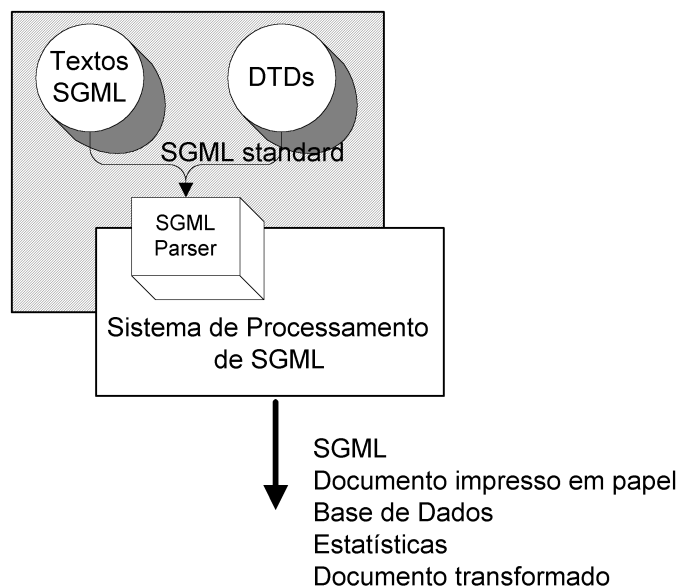 Textos
SGML
DTDs
SGML standard
SGML
Parser
Sistema de Processamento
de SGML
SGML
Documento impresso em papel
Base de Dados
Estatísticas
Documento transformado